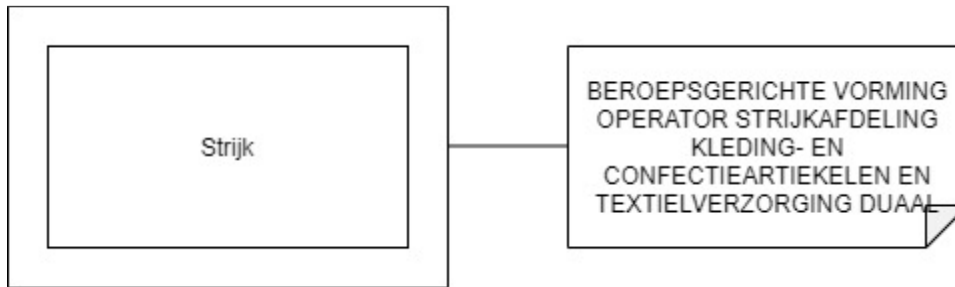 Strijk
BEROEPSGERICHTE VORMING
OPERATOR STRIJKAFDELING
KLEDING- EN
CONFECTIEARTIEKELEN EN
TEXTIELVERZORGING DUAAL